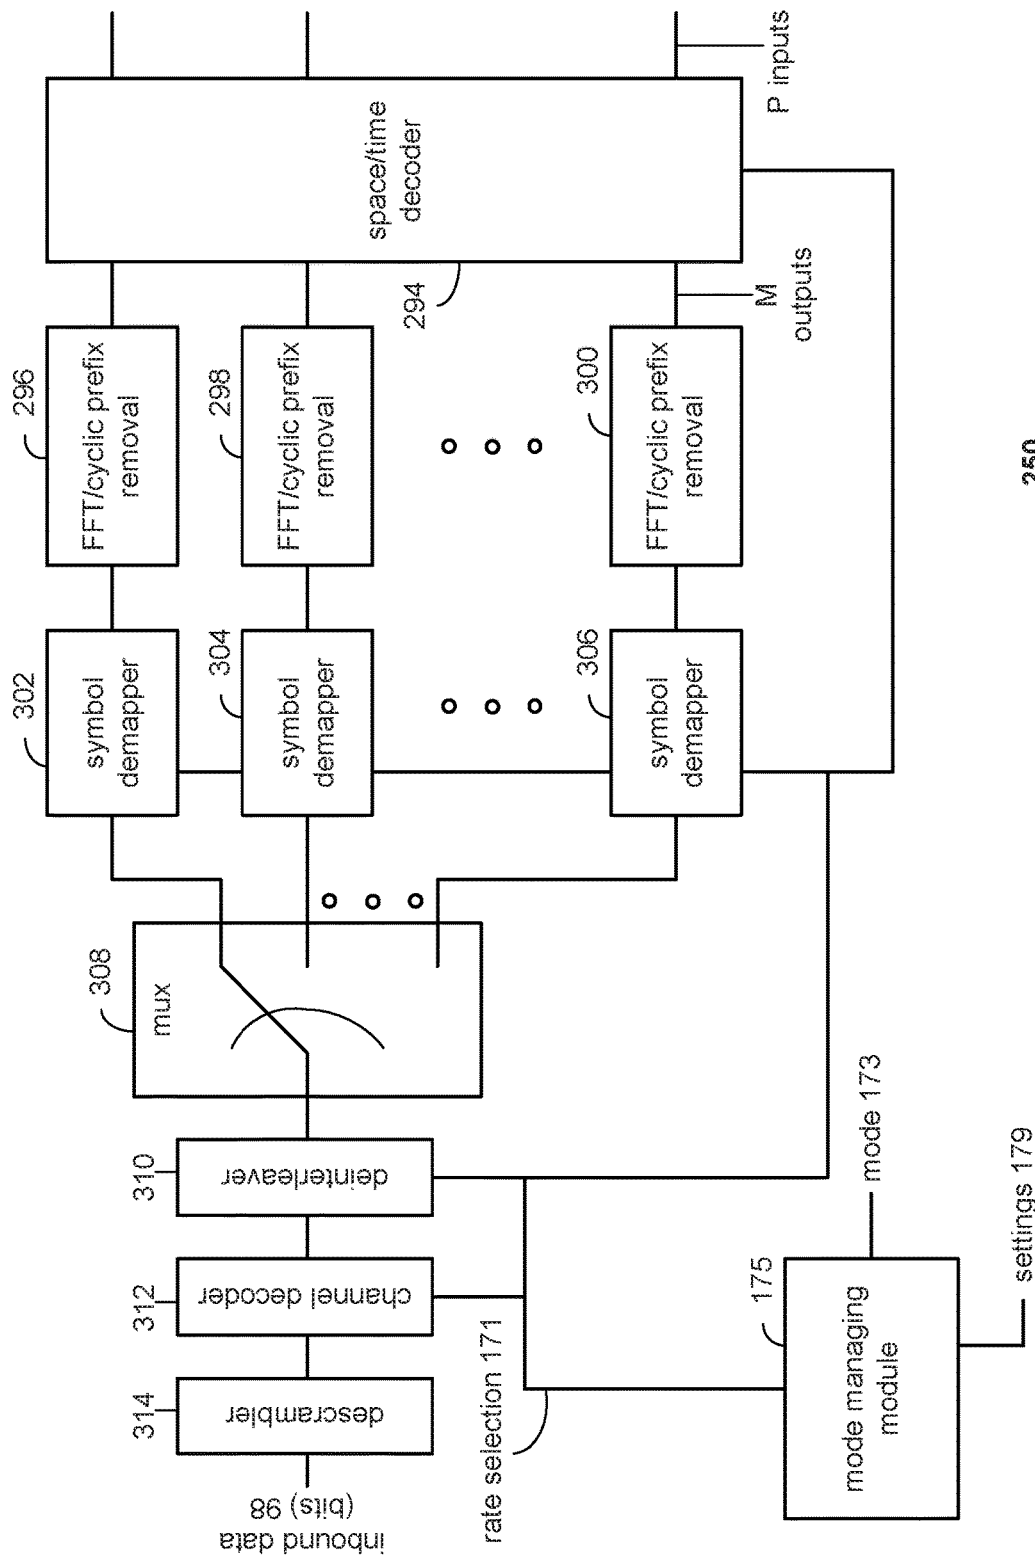 inbound data
(bits) 98
314
descrambler
312
channel decoder
310
deinterleaver
308
mux
302
symbol
demapper
304
symbol
demapper
306
symbol
demapper
296
FFT/cyclic prefix
removal
298
FFT/cyclic prefix
removal
300
FFT/cyclic prefix
removal
M
outputs
294
space/time
decoder
P inputs
rate selection 171
175
mode managing
module
mode 173
settings 179
250